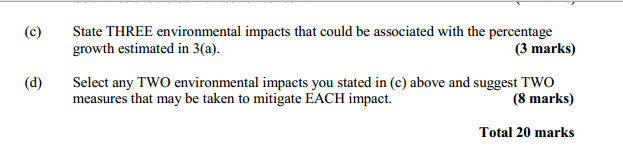 (c) State THREE environmental impacts that could be associated with the percentage
growth estimated in 3(a). (3 marks)
(d) Select any TWO environmental impacts you stated in (c) above and suggest TWO
measures that may be taken to mitigate EACH impact. (8 marks)
Total 20 marks